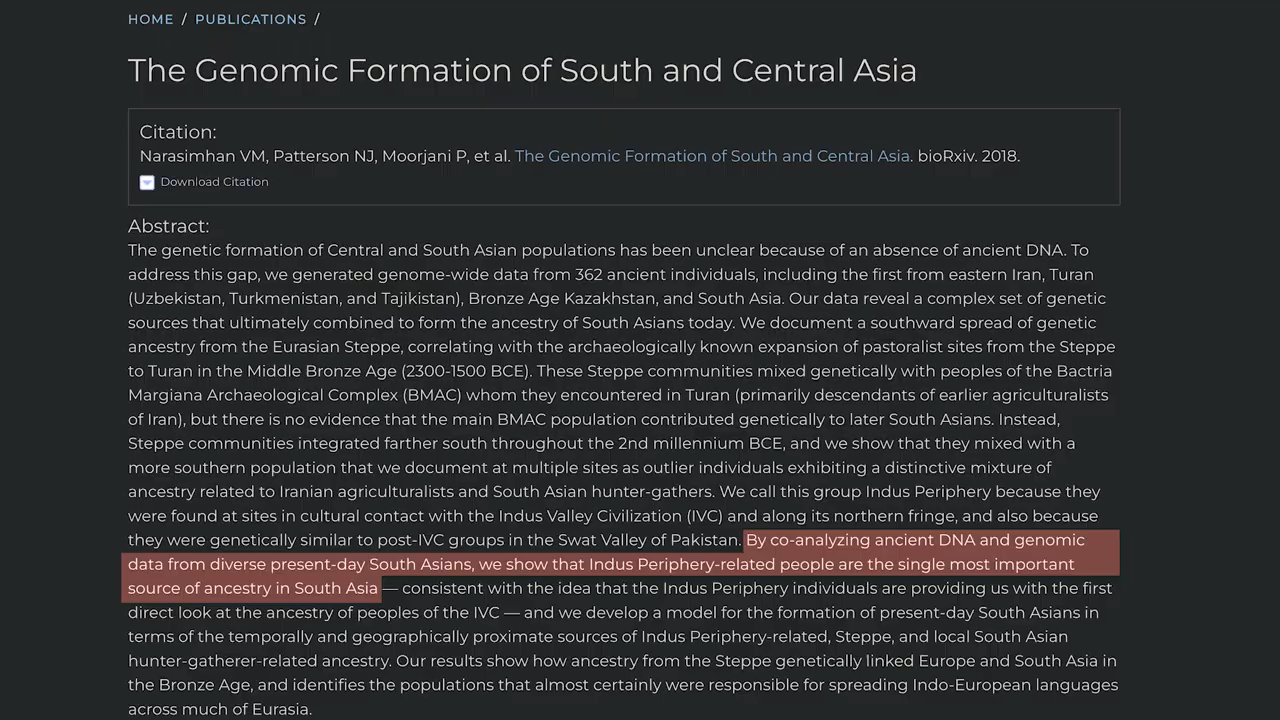 HOME / PUBLICATIONS /
The Genomic Formation of South and Central Asia
Citation:
Narasimhan VM, Patterson NJ, Moorjani P, et al. The Genomic Formation of South and Central Asia. bioRxiv. 2018.
Download Citation
Abstract:
The genetic formation of Central and South Asian populations has been unclear because of an absence of ancient DNA. To
address this gap, we generated genome-wide data from 362 ancient individuals, including the first from eastern Iran, Turan
(Uzbekistan, Turkmenistan, and Tajikistan), Bronze Age Kazakhstan, and South Asia. Our data reveal a complex set of genetic
sources that ultimately combined to form the ancestry of South Asians today. We document a southward spread of genetic
ancestry from the Eurasian Steppe, correlating with the archaeologically known expansion of pastoralist sites from the Steppe
to Turan in the Middle Bronze Age (2300-1500 BCE). These Steppe communities mixed genetically with peoples of the Bactria
Margiana Archaeological Complex (BMAC) whom they encountered in Turan (primarily descendants of earlier agriculturalists
of Iran), but there is no evidence that the main BMAC population contributed genetically to later South Asians. Instead,
Steppe communities integrated farther south throughout the 2nd millennium BCE, and we show that they mixed with a
more southern population that we document at multiple sites as outlier individuals exhibiting a distinctive mixture of
ancestry related to Iranian agriculturalists and South Asian hunter-gathers. We call this group Indus Periphery because they
were found at sites in cultural contact with the Indus Valley Civilization (IVC) and along its northern fringe, and also because
they were genetically similar to post-IVC groups in the Swat Valley of Pakistan. By co-analyzing ancient DNA and genomic
data from diverse present-day South Asians, we show that Indus Periphery-related people are the single most important
source of ancestry in South Asia — consistent with the idea that the Indus Periphery individuals are providing us with the first
direct look at the ancestry of peoples of the IVC — and we develop a model for the formation of present-day South Asians in
terms of the temporally and geographically proximate sources of Indus Periphery-related, Steppe, and local South Asian
hunter-gatherer-related ancestry. Our results show how ancestry from the Steppe genetically linked Europe and South Asia in
the Bronze Age, and identifies the populations that almost certainly were responsible for spreading Indo-European languages
across much of Eurasia.